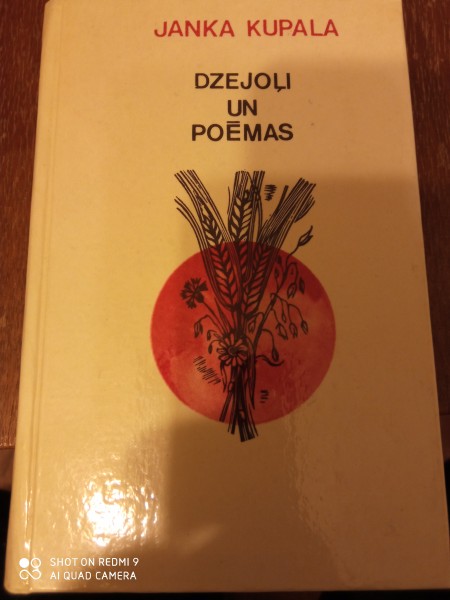 JANKA KUPALA
DZEJOĻI
UN
POĒMAS
SHOT ON REDMI 9
AI QUAD CAMERA